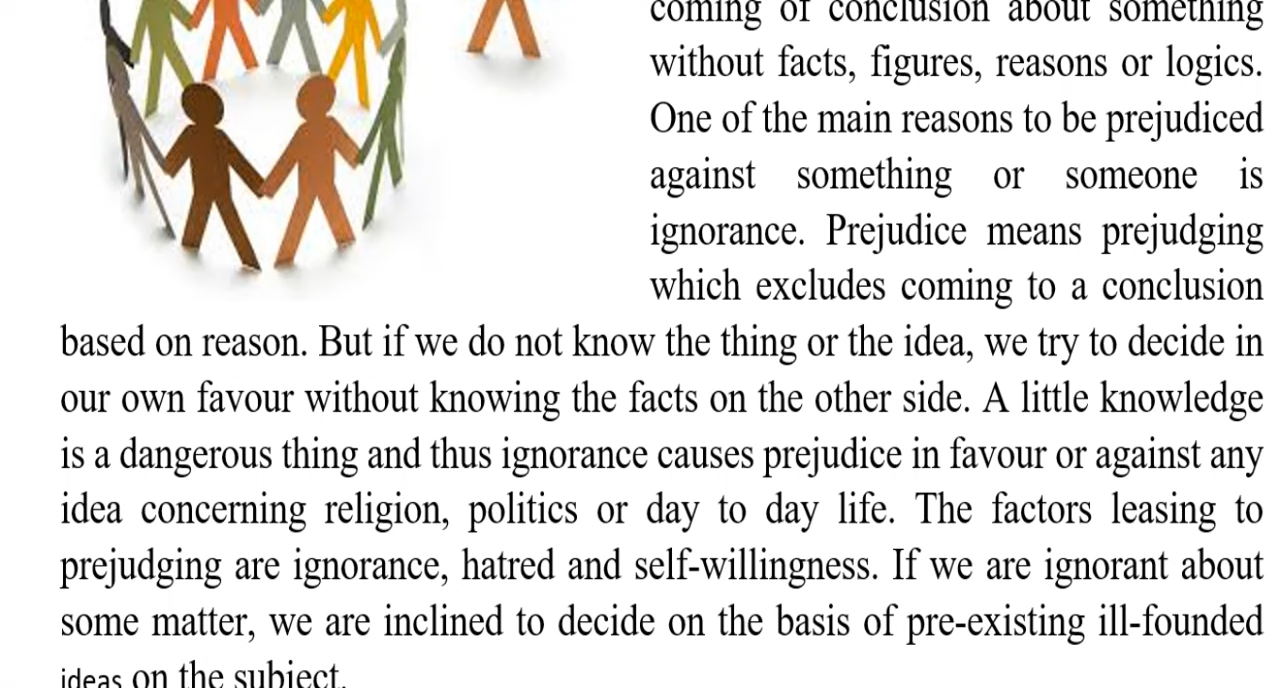 coming of conclusion about something
without facts, figures, reasons or logics.
One of the main reasons to be prejudiced
against something or someone is
ignorance. Prejudice means prejudging
which excludes coming to a conclusion
based on reason. But if we do not know the thing or the idea, we try to decide in
our own favour without knowing the facts on the other side. A little knowledge
is a dangerous thing and thus ignorance causes prejudice in favour or against any
idea concerning religion, politics or day to day life. The factors leasing to
prejudging are ignorance, hatred and self-willingness. If we are ignorant about
some matter, we are inclined to decide on the basis of pre-existing ill-founded
ideas on the subject.